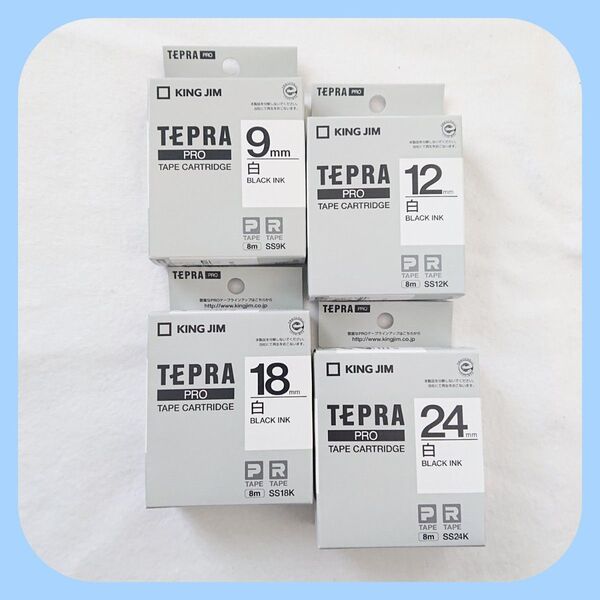 TEPRA PRO
KING JIM
TEPRA
PRO
TAPE CARTRIDGE
9mm
白
BLACK INK
P R
TAPE TAPE
8m SS9K
TEPRA PRO
KING JIM
TEPRA
PRO
TAPE CARTRIDGE
12mm
白
BLACK INK
P R
TAPE TAPE
8m SS12K
TEPRA PRO
http://www.kingjim.co.jp
KING JIM
TEPRA
PRO
TAPE CARTRIDGE
18mm
白
BLACK INK
P R
TAPE TAPE
8m SS18K
TEPRA PRO
http://www.kingjim.co.jp
KING JIM
TEPRA
PRO
TAPE CARTRIDGE
24mm
白
BLACK INK
P R
TAPE TAPE
8m SS24K